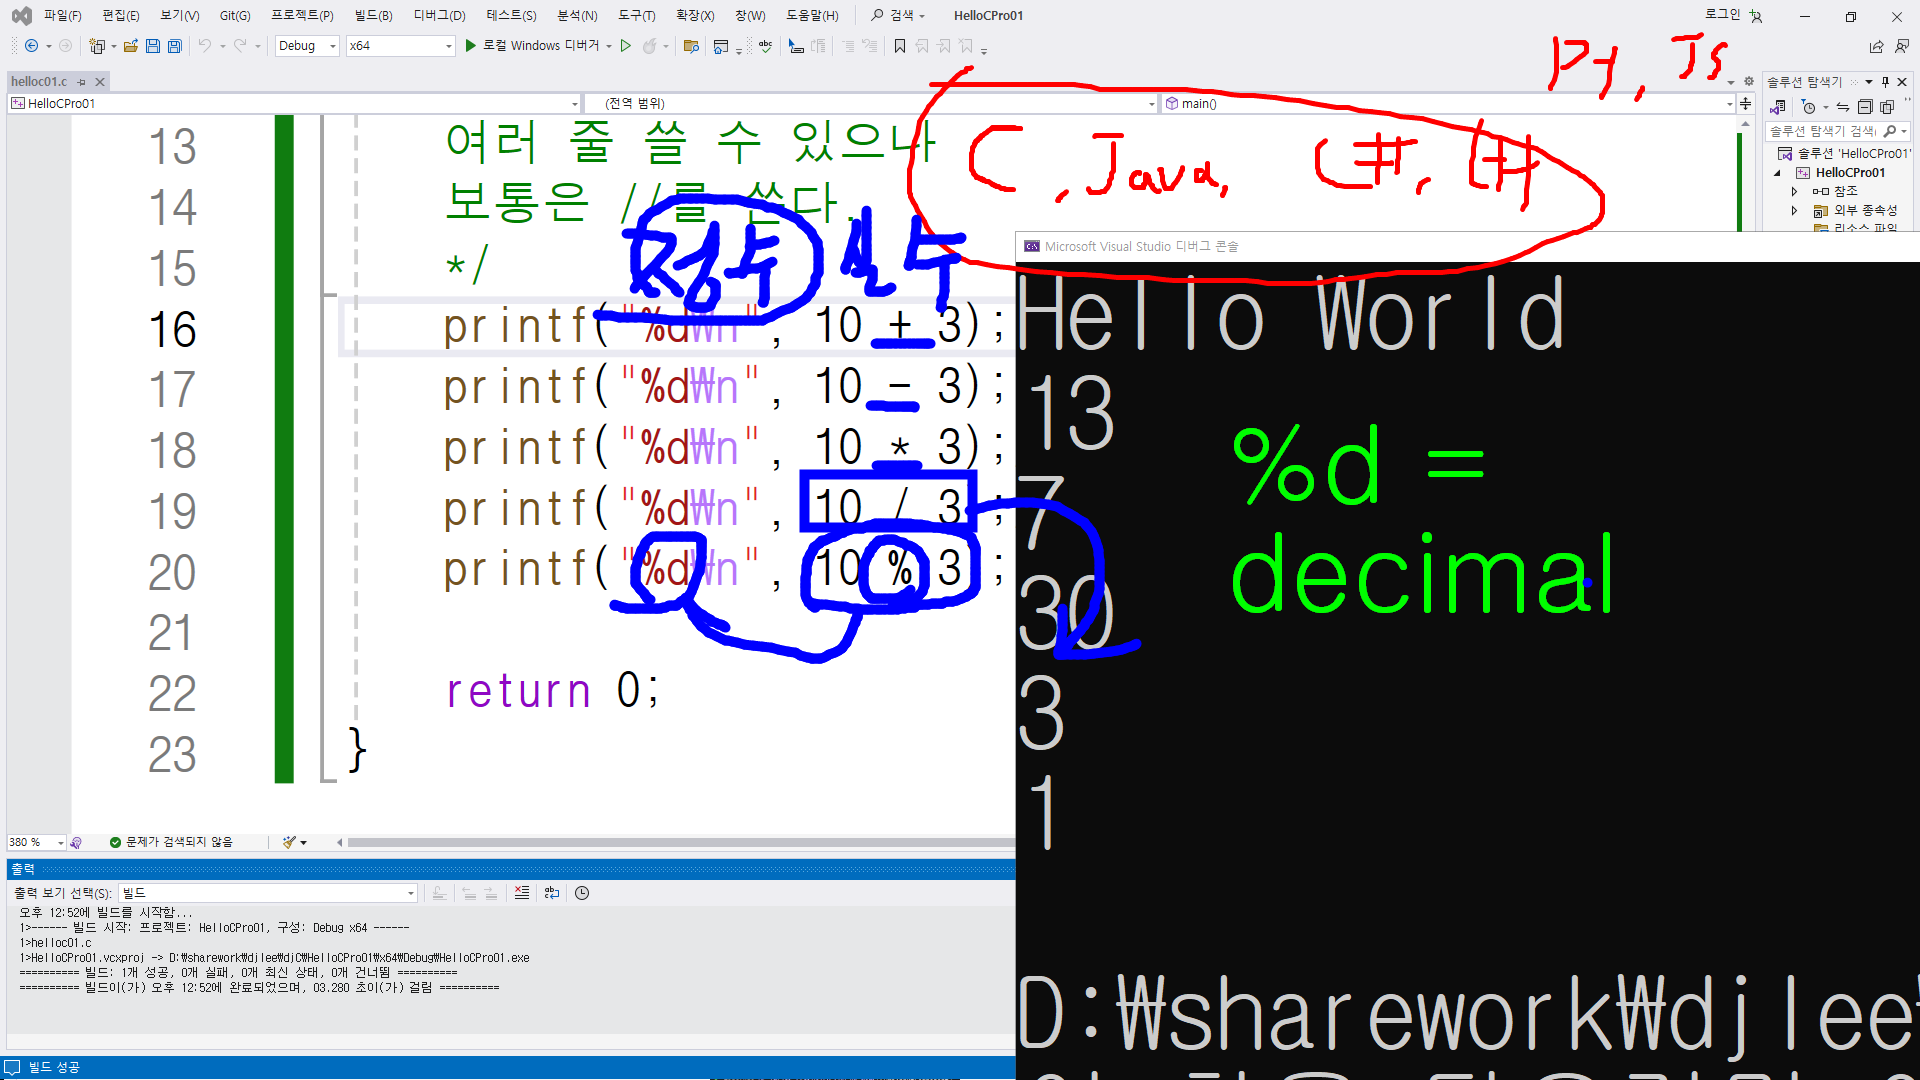 파일(F) 편집(E) 보기(V) Git(G) 프로젝트(P) 빌드(B) 디버그(D) 테스트(S) 분석(N) 도구(T) 확장(X) 창(W) 도움말(H) 검색 HelloCPro01 로그인
Debug x64 로컬 Windows 디버거
Py, Js
helloc01.c
HelloCPro01 (전역 범위) main()
C, Java, C#,
솔루션 탐색기
솔루션 탐색기 검색(
솔루션 'HelloCPro01'
HelloCPro01
참조
외부 종속성
리소스 파일
13 여러 줄 쓸 수 있으나
14 보통은 //를 쓴다.
15 */
정수 실수
16 printf("%d₩n", 10 + 3);
17 printf("%d₩n", 10 - 3);
18 printf("%d₩n", 10 * 3);
19 printf("%d₩n", 10 / 3;
20 printf("%d₩n", 10 % 3;
21
22 return 0;
23 }
Microsoft Visual Studio 디버그 콘솔
Hello World
13
7
30
3
1
%d =
decimal
D:₩sharework₩djlee
380 % 문제가 검색되지 않음
출력
출력 보기 선택(S): 빌드
오후 12:52에 빌드를 시작함...
1>------ 빌드 시작: 프로젝트: HelloCPro01, 구성: Debug x64 ------
1>helloc01.c
1>HelloCPro01.vcxproj -> D:₩sharework₩djlee₩djC₩HelloCPro01₩x64₩Debug₩HelloCPro01.exe
========== 빌드: 1개 성공, 0개 실패, 0개 최신 상태, 0개 건너뜀 ==========
========== 빌드이(가) 오후 12:52에 완료되었으며, 03.280 초이(가) 걸림 ==========
빌드 성공